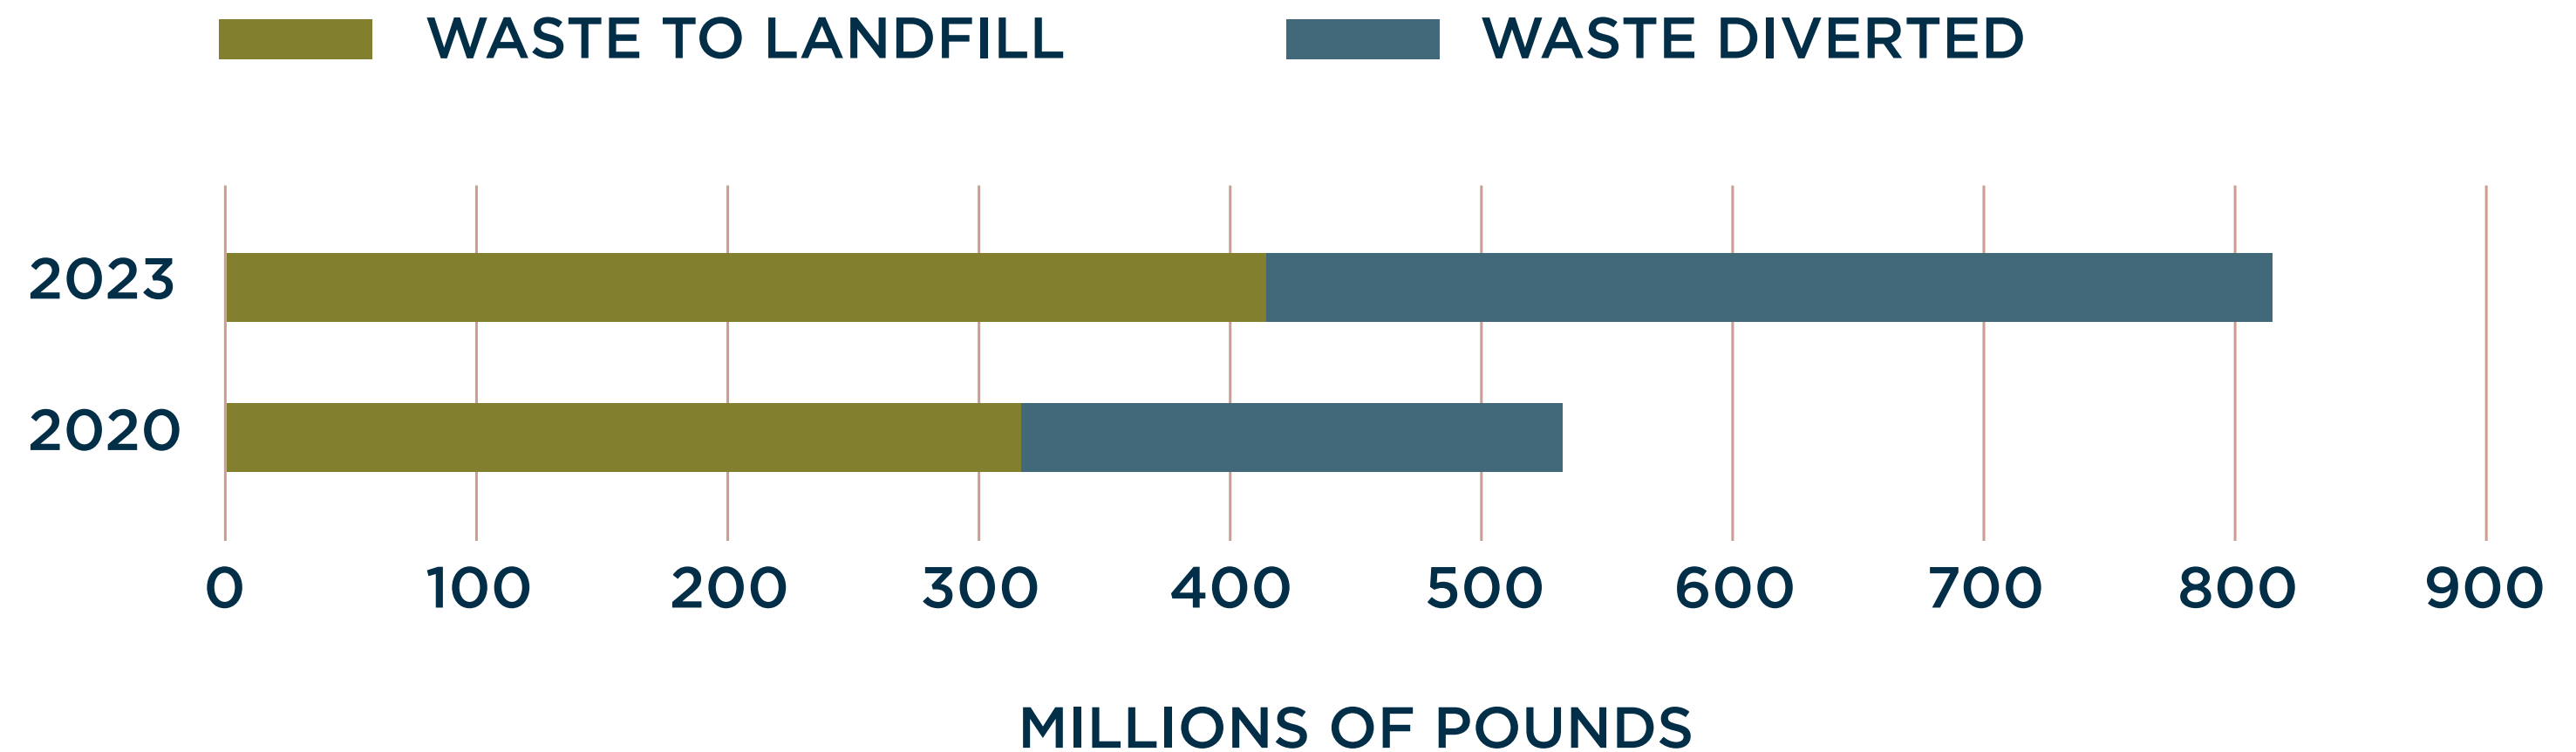 WASTE TO LANDFILL WASTE DIVERTED
2023
2020
0 100 200 300 400 500 600 700 800 900
MILLIONS OF POUNDS